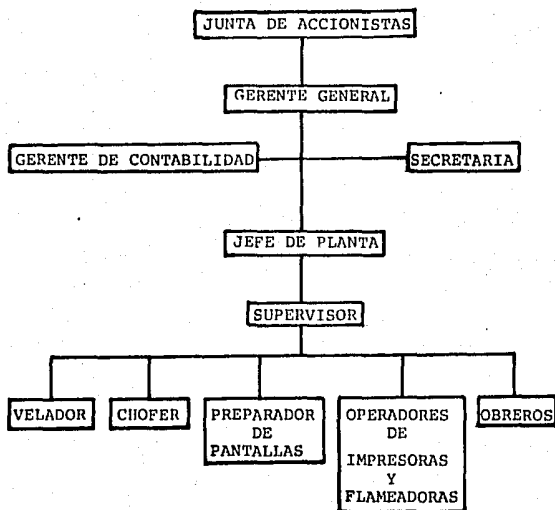 JUNTA DE ACCIONISTAS
GERENTE GENERAL
GERENTE DE CONTABILIDAD
SECRETARIA
JEFE DE PLANTA
SUPERVISOR
VELADOR
CHOFER
PREPARADOR
DE
PANTALLAS
OPERADORES
DE
IMPRESORAS
Y
FLAMEADORAS
OBREROS